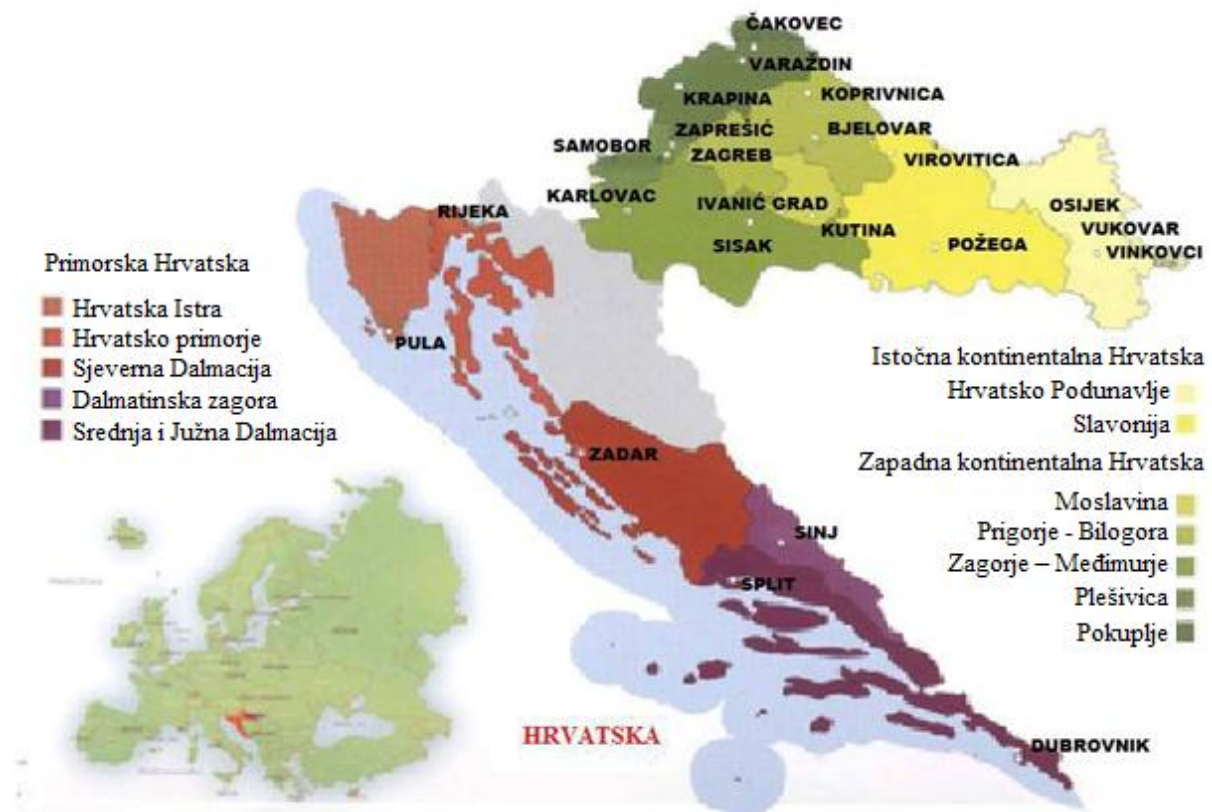 ČAKOVEC
VARAŽDIN
KRAPINA
KOPRIVNICA
ZAPREŠIĆ
BJELOVAR
SAMOBOR
ZAGREB
VIROVITICA
KARLOVAC
IVANIĆ GRAD
OSIJEK
RIJEKA
KUTINA
VUKOVAR
SISAK
POŽEGA
VINKOVCI
Primorska Hrvatska
Hrvatska Istra
Hrvatsko primorje
Sjeverna Dalmacija
Dalmatinska zagora
Srednja i Južna Dalmacija
PULA
Istočna kontinentalna Hrvatska
Hrvatsko Podunavlje
Slavonija
Zapadna kontinentalna Hrvatska
Moslavina
Prigorje - Bilogora
Zagorje – Međimurje
Plešivica
Pokuplje
ZADAR
SINJ
SPLIT
HRVATSKA
DUBROVNIK